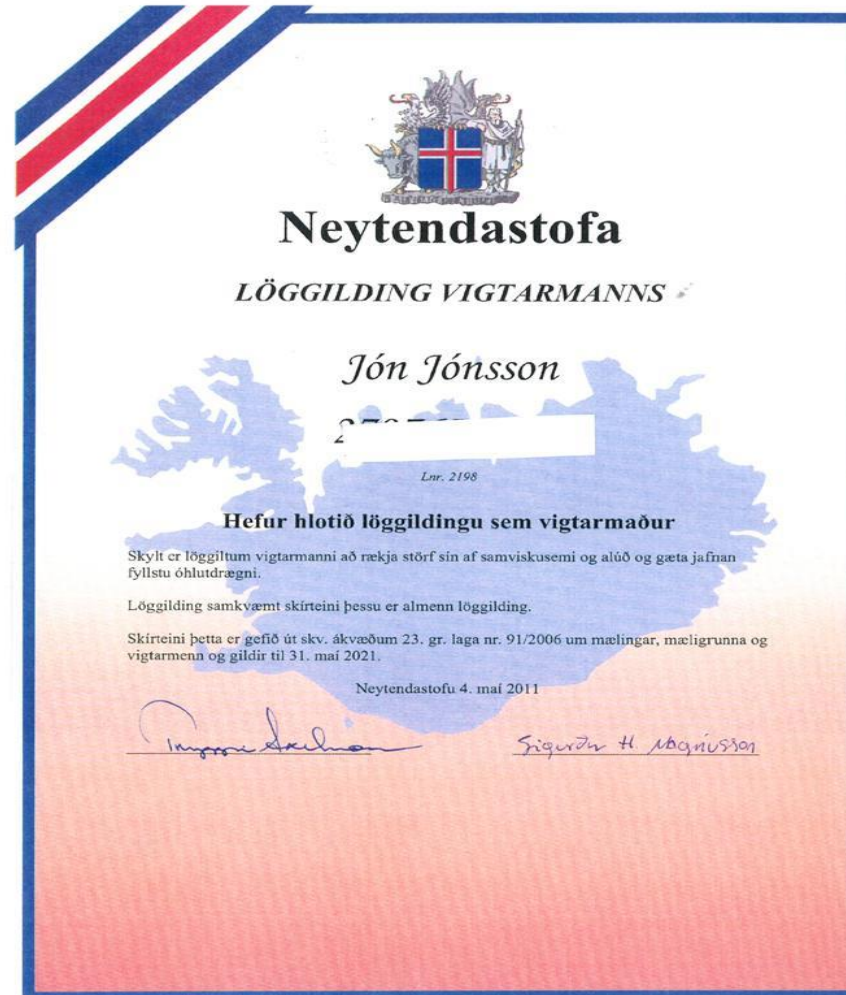 Neytendastofa
LÖGGILDING VIGTARMANNS
Jón Jónsson
Lnr. 2198
Hefur hlotið löggildingu sem vigtarmaður
Skylt er löggiltum vigtarmanni að rækja störf sín af samviskusemi og alúð og gæta jafnan
fyllstu óhlutdrægni.
Löggilding samkvæmt skírteini þessu er almenn löggilding.
Skírteini þetta er gefið út skv. ákvæðum 23. gr. laga nr. 91/2006 um mælingar, mæligrunna og
vigtarmenn og gildir til 31. maí 2021.
Neytendastofu 4. maí 2011
Sigurður H. Magnússon